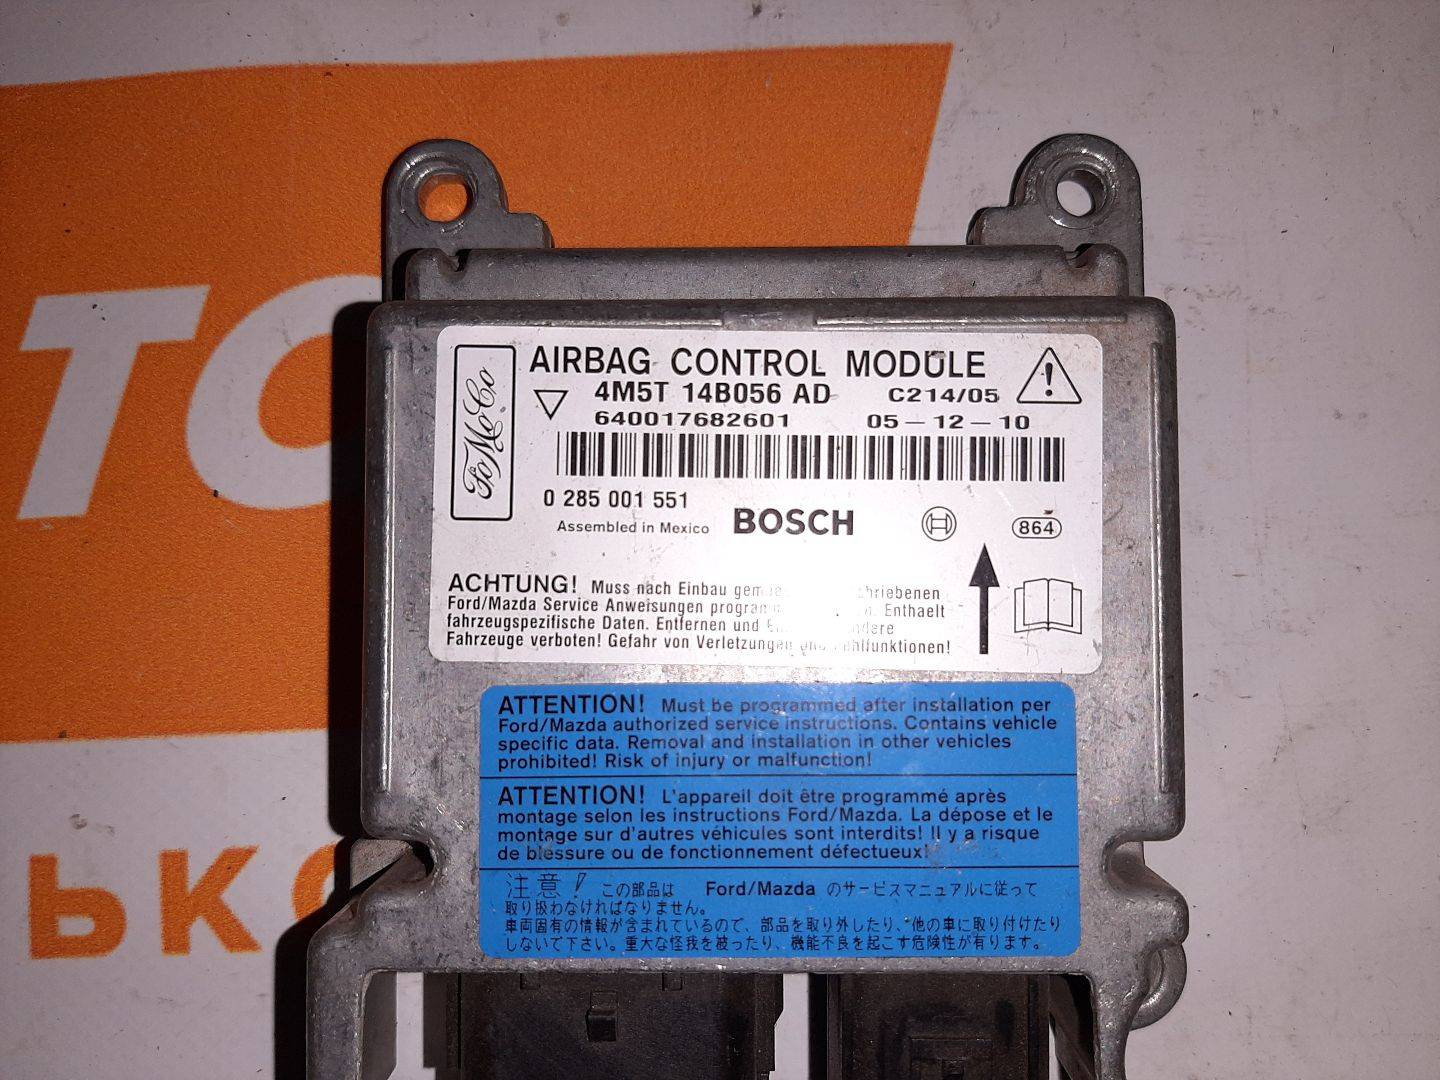 ТО
ЬКО
FoMoCo
AIRBAG CONTROL MODULE
4M5T 14B056 AD C214/05
640017682601 05-12-10
0 285 001 551
Assembled in Mexico BOSCH 864
ACHTUNG! Muss nach Einbau
Ford/Mazda Service Anweisungen Enthaelt
fahrzeugspezifische Daten. Entfernen und
Fahrzeuge verboten! Gefahr von Verletzungen
ATTENTION! Must be programmed after installation per
Ford/Mazda authorized service instructions. Contains vehicle
specific data. Removal and installation in other vehicles
prohibited! Risk of injury or malfunction!
ATTENTION! L'appareil doit être programmé après
montage selon les instructions Ford/Mazda. La dépose et le
montage sur d'autres véhicules sont interdits! Il y a risque
de blessure ou de fonctionnement défectueux!
注意! この部品は Ford/Mazda のサービスマニュアルに従って
取り扱わなければなりません。
車両固有の情報が含まれているので、部品を取り外したり、他の車に取り付けたり
しないで下さい。重大な怪我を被ったり、機能不良を起こす危険性が有ります。